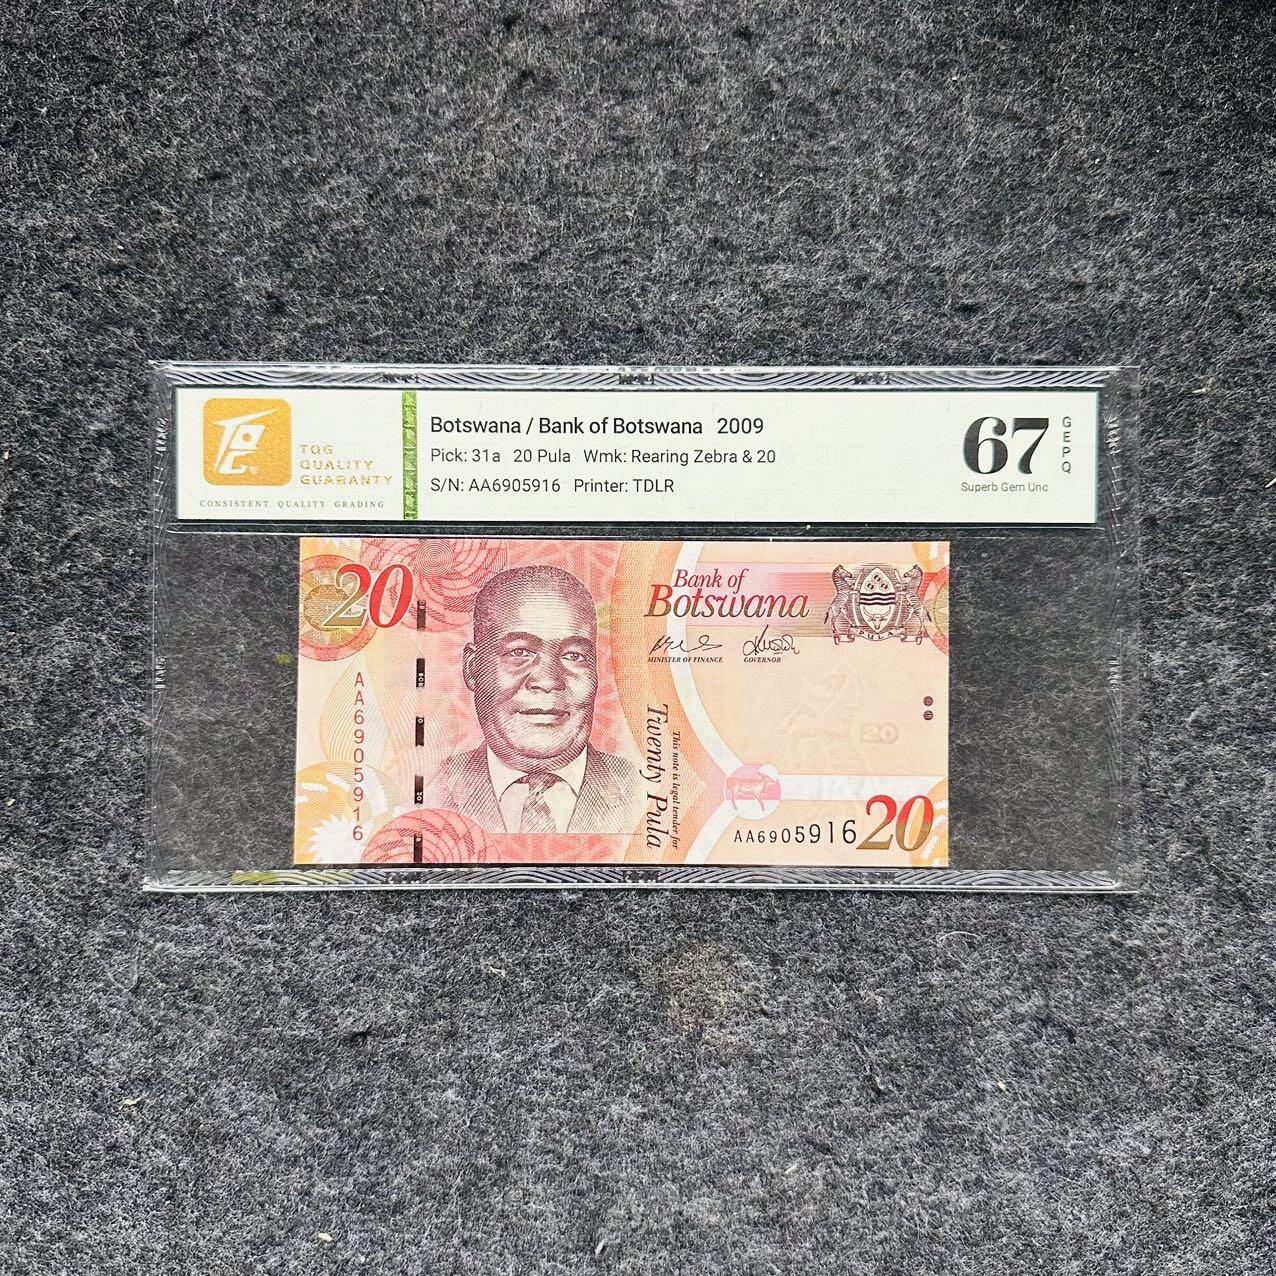 TQG
QUALITY
GUARANTY
CONSISTENT QUALITY GRADING
Botswana / Bank of Botswana 2009
Pick: 31a 20 Pula Wmk: Rearing Zebra & 20
S/N: AA6905916 Printer: TDLR
67
GEPQ
Superb Gem Unc
20
Bank of
Botswana
MINISTER OF FINANCE
GOVERNOR
PULA
AA6905916
Twenty Pula
This note is legal tender for
20
AA6905916
20